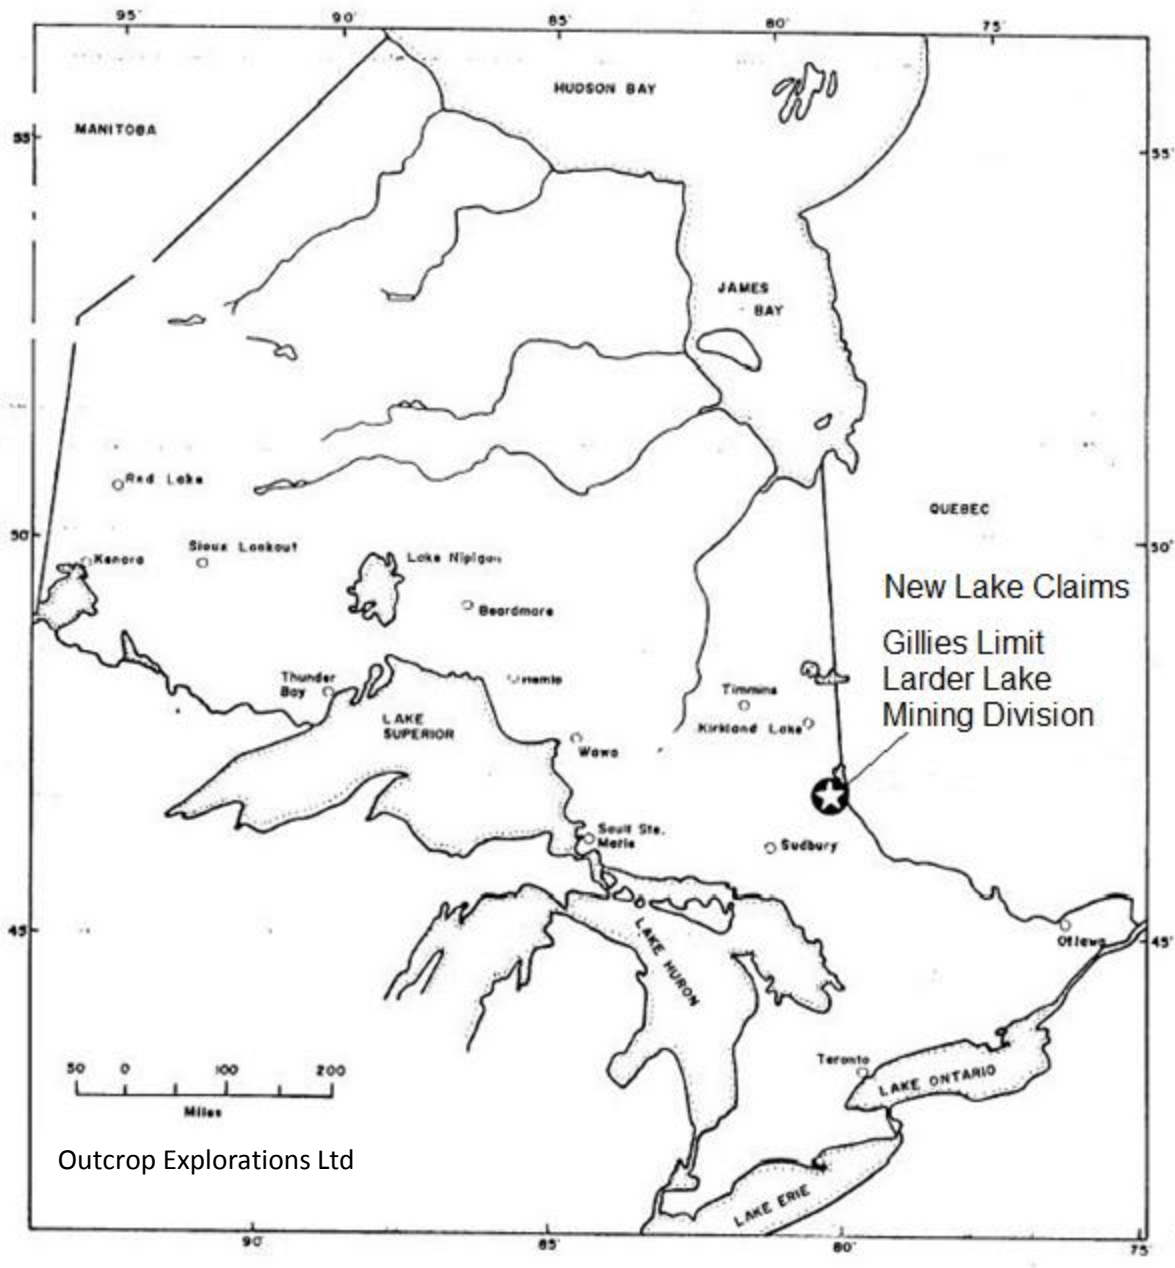 95° 90° 85° 80° 75°
HUDSON BAY
MANITOBA
55° 55°
JAMES
BAY
Red Lake
QUEBEC
50° 50°
Sioux Lookout
Kenora
Lake Nipigon
Beardmore
New Lake Claims
Gillies Limit
Larder Lake
Mining Division
Thunder
Bay
Hemlo
Timmins
Kirkland Lake
LAKE
SUPERIOR
Wawa
Sault Ste.
Marie
Sudbury
45° 45°
Ottawa
LAKE HURON
Toronto
LAKE ONTARIO
50 0 100 200
Miles
Outcrop Explorations Ltd
LAKE ERIE
90° 85° 80° 75°